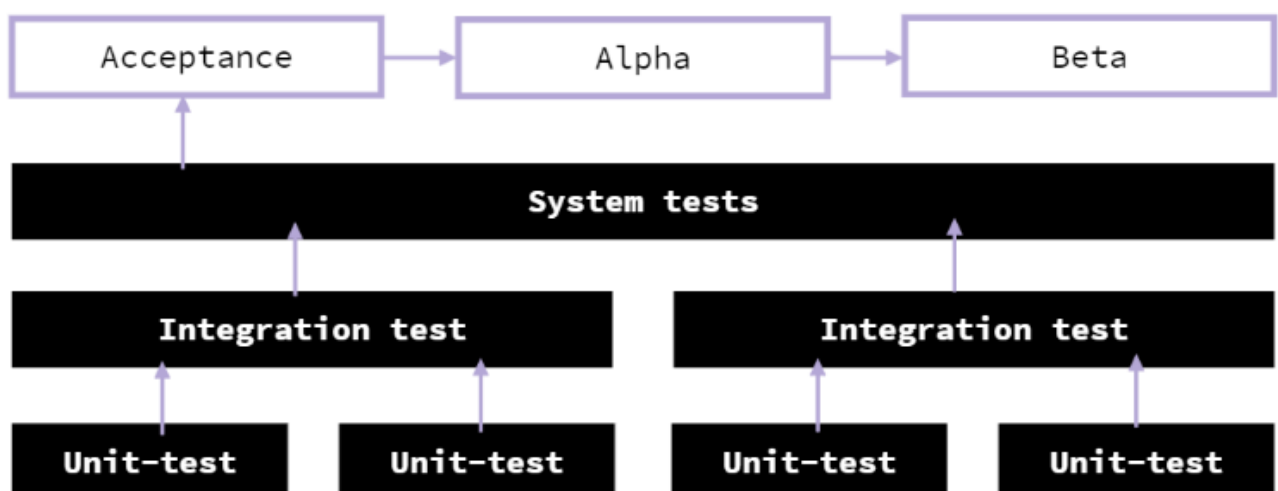 Acceptance
Alpha
Beta
System tests
Integration test
Integration test
Unit-test
Unit-test
Unit-test
Unit-test